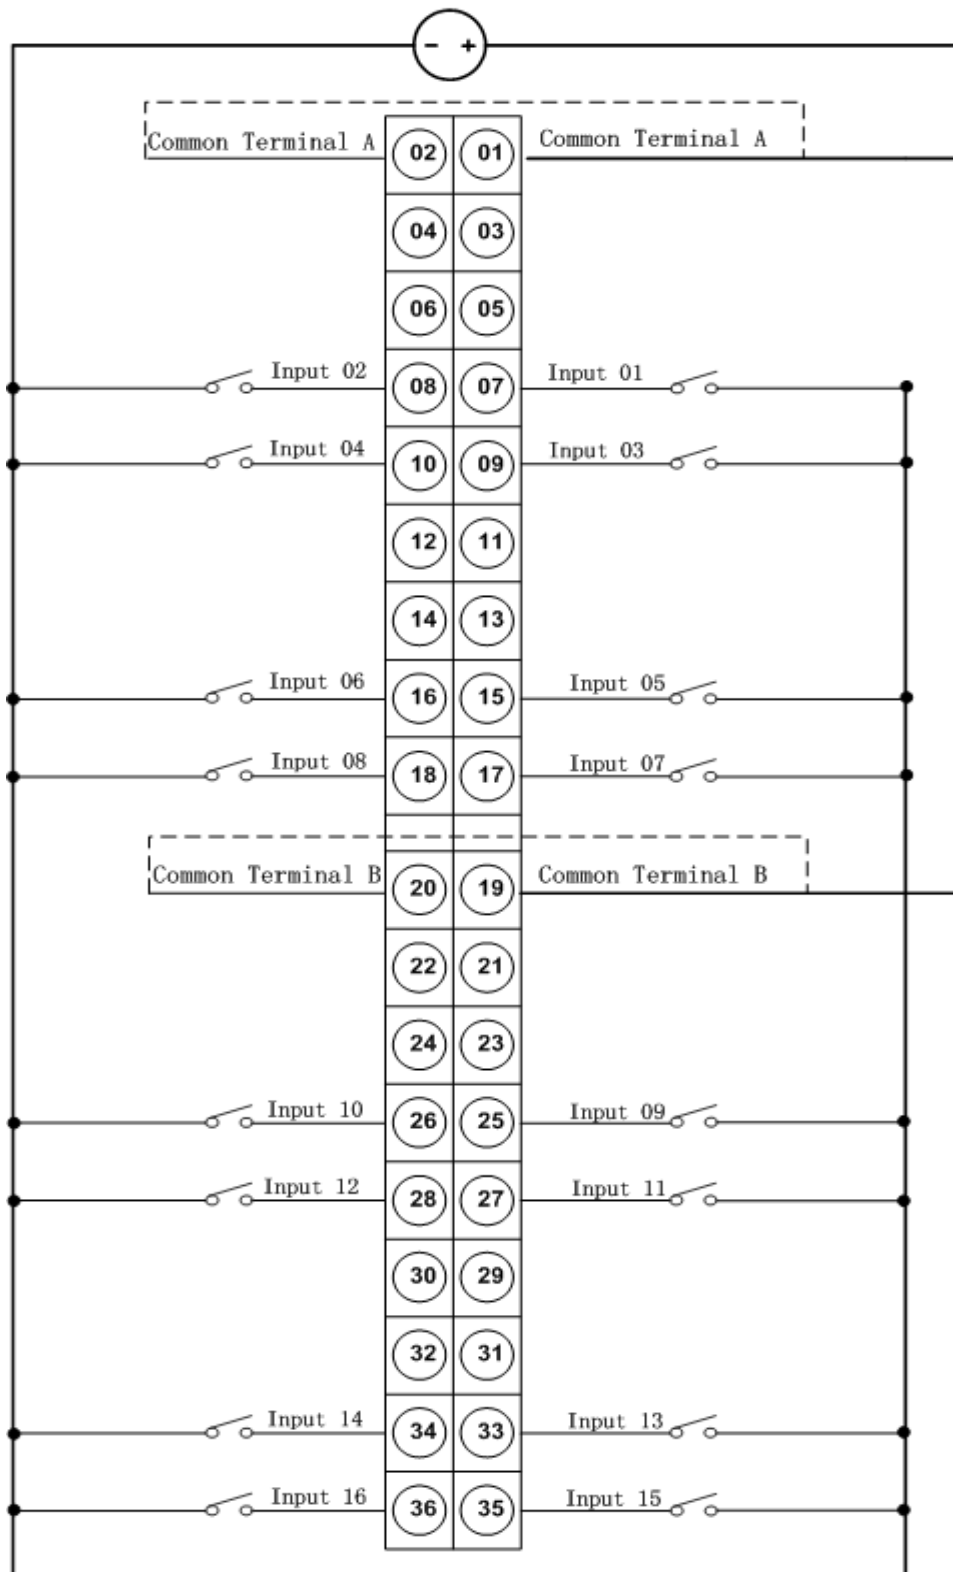 - +
Common Terminal A 02 01 Common Terminal A
04 03
06 05
Input 02 08 07 Input 01
Input 04 10 09 Input 03
12 11
14 13
Input 06 16 15 Input 05
Input 08 18 17 Input 07
Common Terminal B 20 19 Common Terminal B
22 21
24 23
Input 10 26 25 Input 09
Input 12 28 27 Input 11
30 29
32 31
Input 14 34 33 Input 13
Input 16 36 35 Input 15